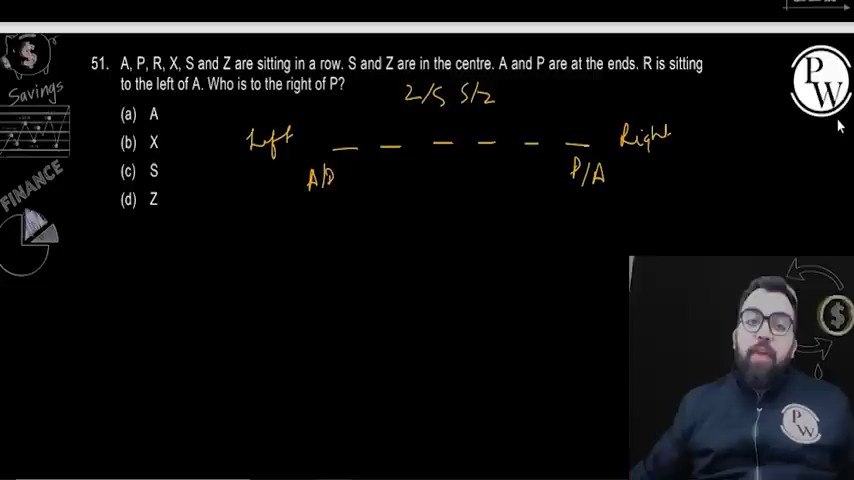 51. A, P, R, X, S and Z are sitting in a row. S and Z are in the centre. A and P are at the ends. R is sitting
to the left of A. Who is to the right of P?
Z/S S/Z
(a) A
(b) X
(c) S
(d) Z
Left _ _ _ _ _ _ Right
A/P P/A
Savings
FINANCE
PW
PW